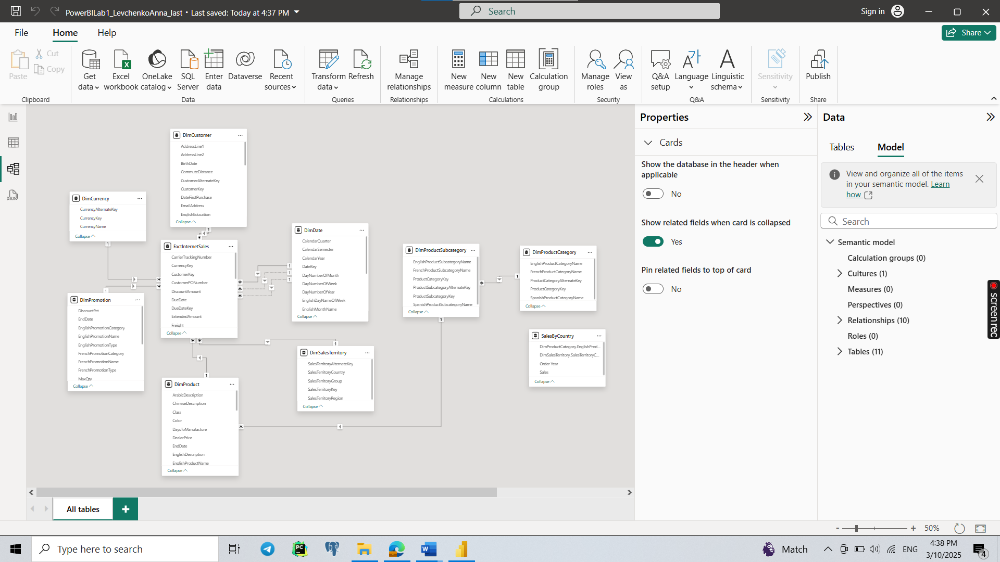 PowerBILab1_LevchenkoAnna_last • Last saved: Today at 4:37 PM
Search
Sign in
File
Home
Help
Share
Paste
Cut
Copy
Clipboard
Get data
Excel workbook
OneLake catalog
SQL Server
Enter data
Dataverse
Recent sources
Data
Transform data
Refresh
Queries
Manage relationships
Relationships
New measure
New column
New table
Calculation group
Calculations
Manage roles
View as
Security
Q&A setup
Language
Linguistic schema
Q&A
Sensitivity
Sensitivity
Publish
Share
DimCustomer
AddressLine1
AddressLine2
BirthDate
CommuteDistance
CustomerAlternateKey
CustomerKey
DateFirstPurchase
EmailAddress
EnglishEducation
Collapse
DimCurrency
CurrencyAlternateKey
CurrencyKey
CurrencyName
Collapse
FactInternetSales
CarrierTrackingNumber
CurrencyKey
CustomerKey
CustomerPONumber
DiscountAmount
DueDate
DueDateKey
ExtendedAmount
Freight
Collapse
DimDate
CalendarQuarter
CalendarSemester
CalendarYear
DateKey
DayNumberOfMonth
DayNumberOfWeek
DayNumberOfYear
EnglishDayNameOfWeek
EnglishMonthName
Collapse
DimProductSubcategory
EnglishProductSubcategoryName
FrenchProductSubcategoryName
ProductCategoryKey
ProductSubcategoryAlternateKey
ProductSubcategoryKey
SpanishProductSubcategoryName
Collapse
DimProductCategory
EnglishProductCategoryName
FrenchProductCategoryName
ProductCategoryAlternateKey
ProductCategoryKey
SpanishProductCategoryName
Collapse
DimPromotion
DiscountPct
EndDate
EnglishPromotionCategory
EnglishPromotionName
EnglishPromotionType
FrenchPromotionCategory
FrenchPromotionName
FrenchPromotionType
MaxQty
Collapse
DimSalesTerritory
SalesTerritoryAlternateKey
SalesTerritoryCountry
SalesTerritoryGroup
SalesTerritoryKey
SalesTerritoryRegion
Collapse
SalesByCountry
DimProductCategory.EnglishProd...
DimSalesTerritory.SalesTerritoryC...
Order Year
Sales
Collapse
DimProduct
ArabicDescription
ChineseDescription
Class
Color
DaysToManufacture
DealerPrice
EndDate
EnglishDescription
EnglishProductName
Collapse
Properties
Cards
Show the database in the header when
applicable
No
Show related fields when card is collapsed
Yes
Pin related fields to top of card
No
Data
Tables
Model
View and organize all of the items
in your semantic model. Learn
how
Search
Semantic model
Calculation groups (0)
Cultures (1)
Measures (0)
Perspectives (0)
Relationships (10)
Roles (0)
Tables (11)
screenrec
All tables
50%
Type here to search
Match
ENG
4:38 PM
3/10/2025
4